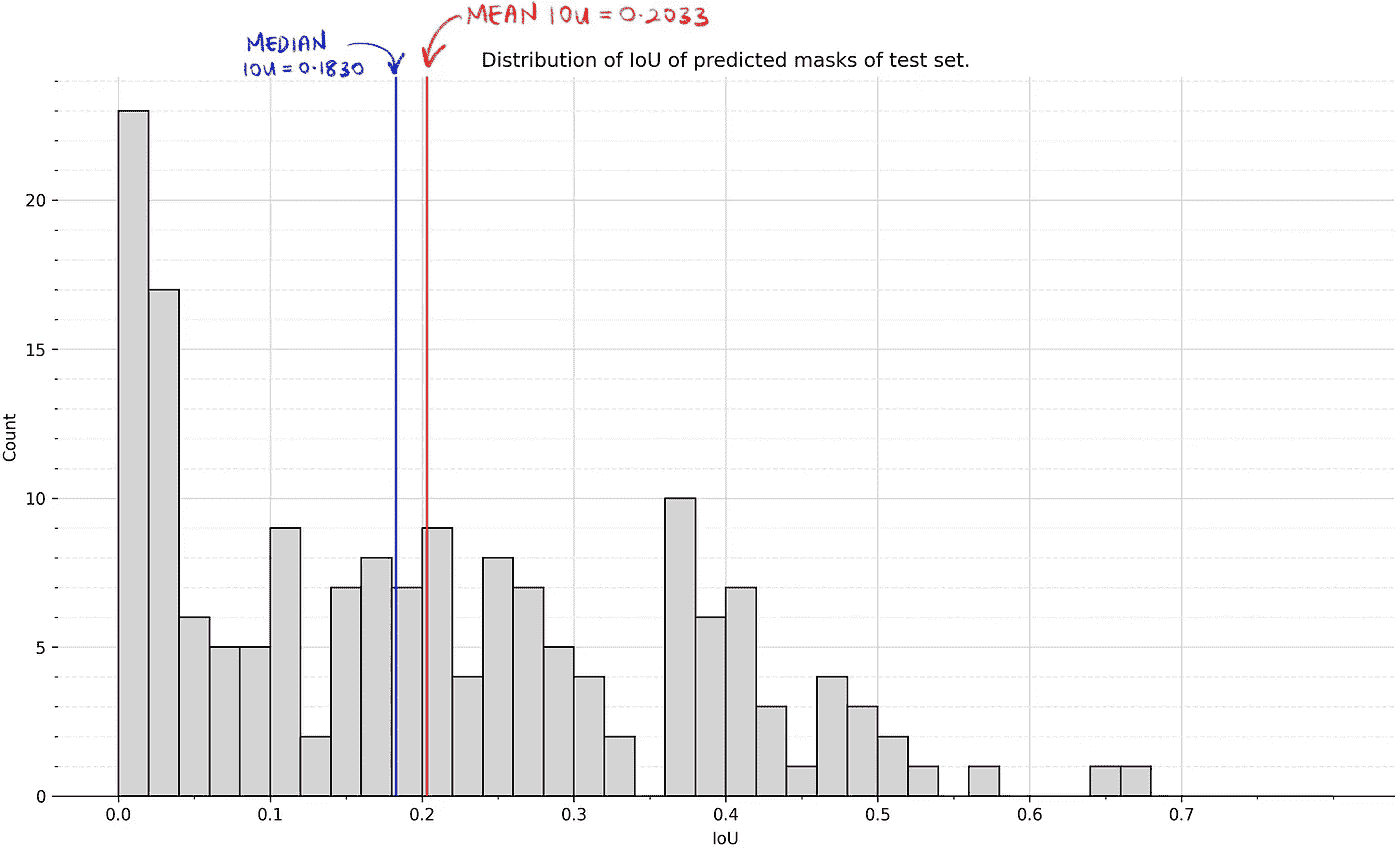 MEAN IOU = 0.2033
MEDIAN
IOU = 0.1830
Distribution of IoU of predicted masks of test set.
20
15
10
5
0
Count
0.0 0.1 0.2 0.3 0.4 0.5 0.6 0.7
IoU